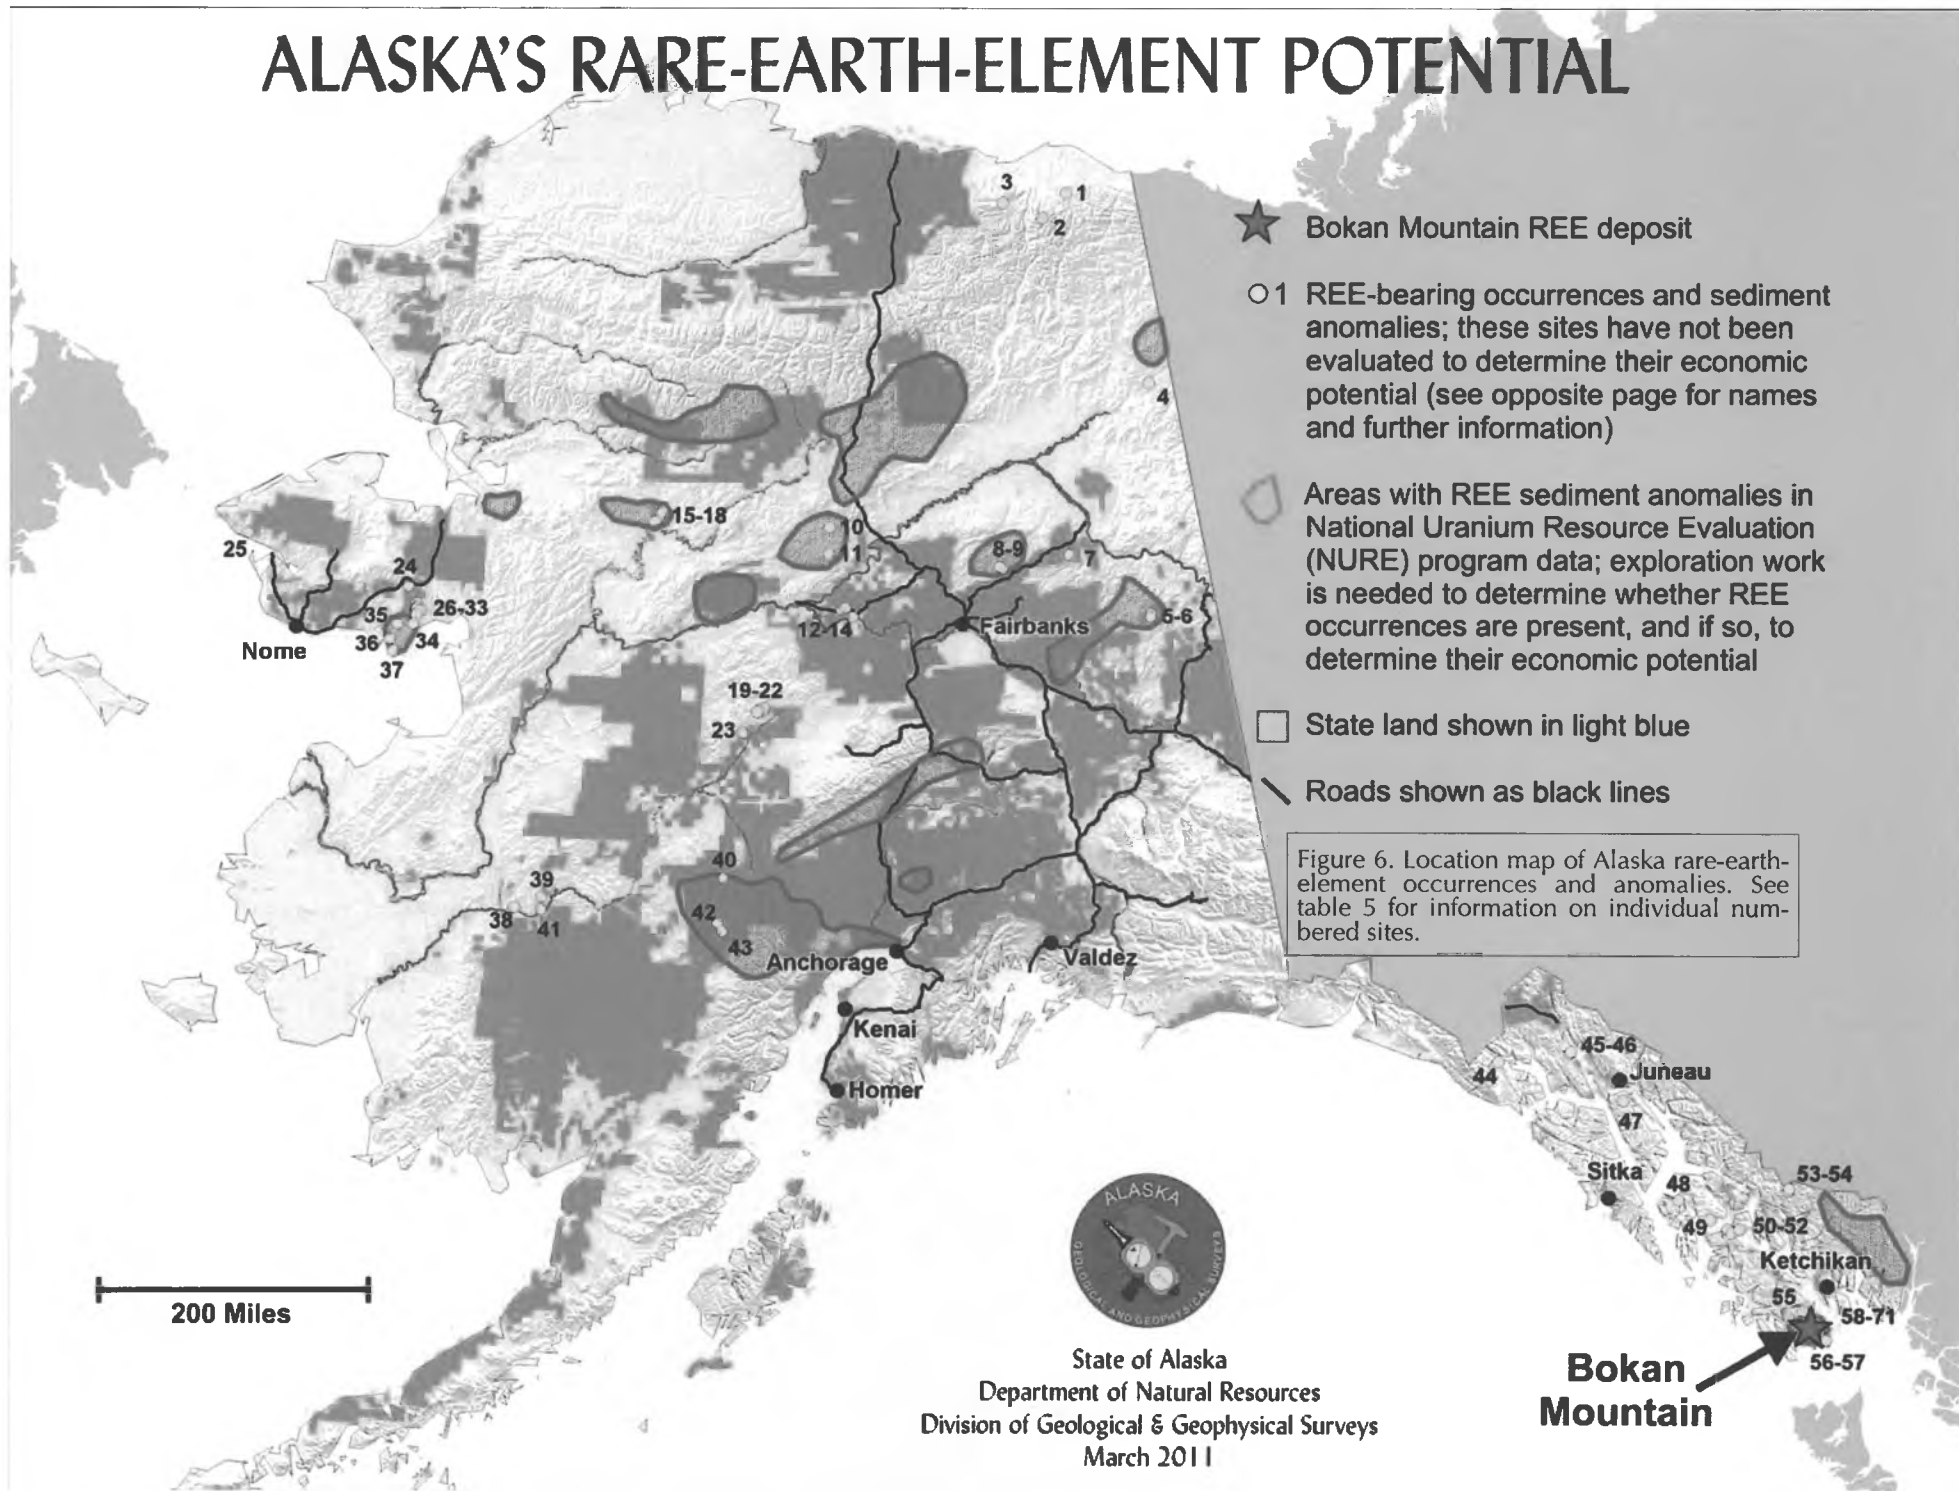 ALASKA'S RARE-EARTH-ELEMENT POTENTIAL
3
1
2
Bokan Mountain REE deposit
1 REE-bearing occurrences and sediment
anomalies; these sites have not been
evaluated to determine their economic
potential (see opposite page for names
and further information)
4
Areas with REE sediment anomalies in
National Uranium Resource Evaluation
(NURE) program data; exploration work
is needed to determine whether REE
occurrences are present, and if so, to
determine their economic potential
State land shown in light blue
Roads shown as black lines
Figure 6. Location map of Alaska rare-earth-
element occurrences and anomalies. See
table 5 for information on individual num-
bered sites.
15-18
10
11
8-9
7
25
24
26-33
35
36
34
37
Nome
12-14
Fairbanks
5-6
19-22
23
40
39
38
41
42
43
Anchorage
Valdez
Kenai
Homer
44
45-46
Juneau
47
Sitka
48
49
50-52
53-54
Ketchikan
55
58-71
56-57
Bokan
Mountain
200 Miles
ALASKA
GEOLOGICAL AND GEOPHYSICAL SURVEYS
State of Alaska
Department of Natural Resources
Division of Geological & Geophysical Surveys
March 2011